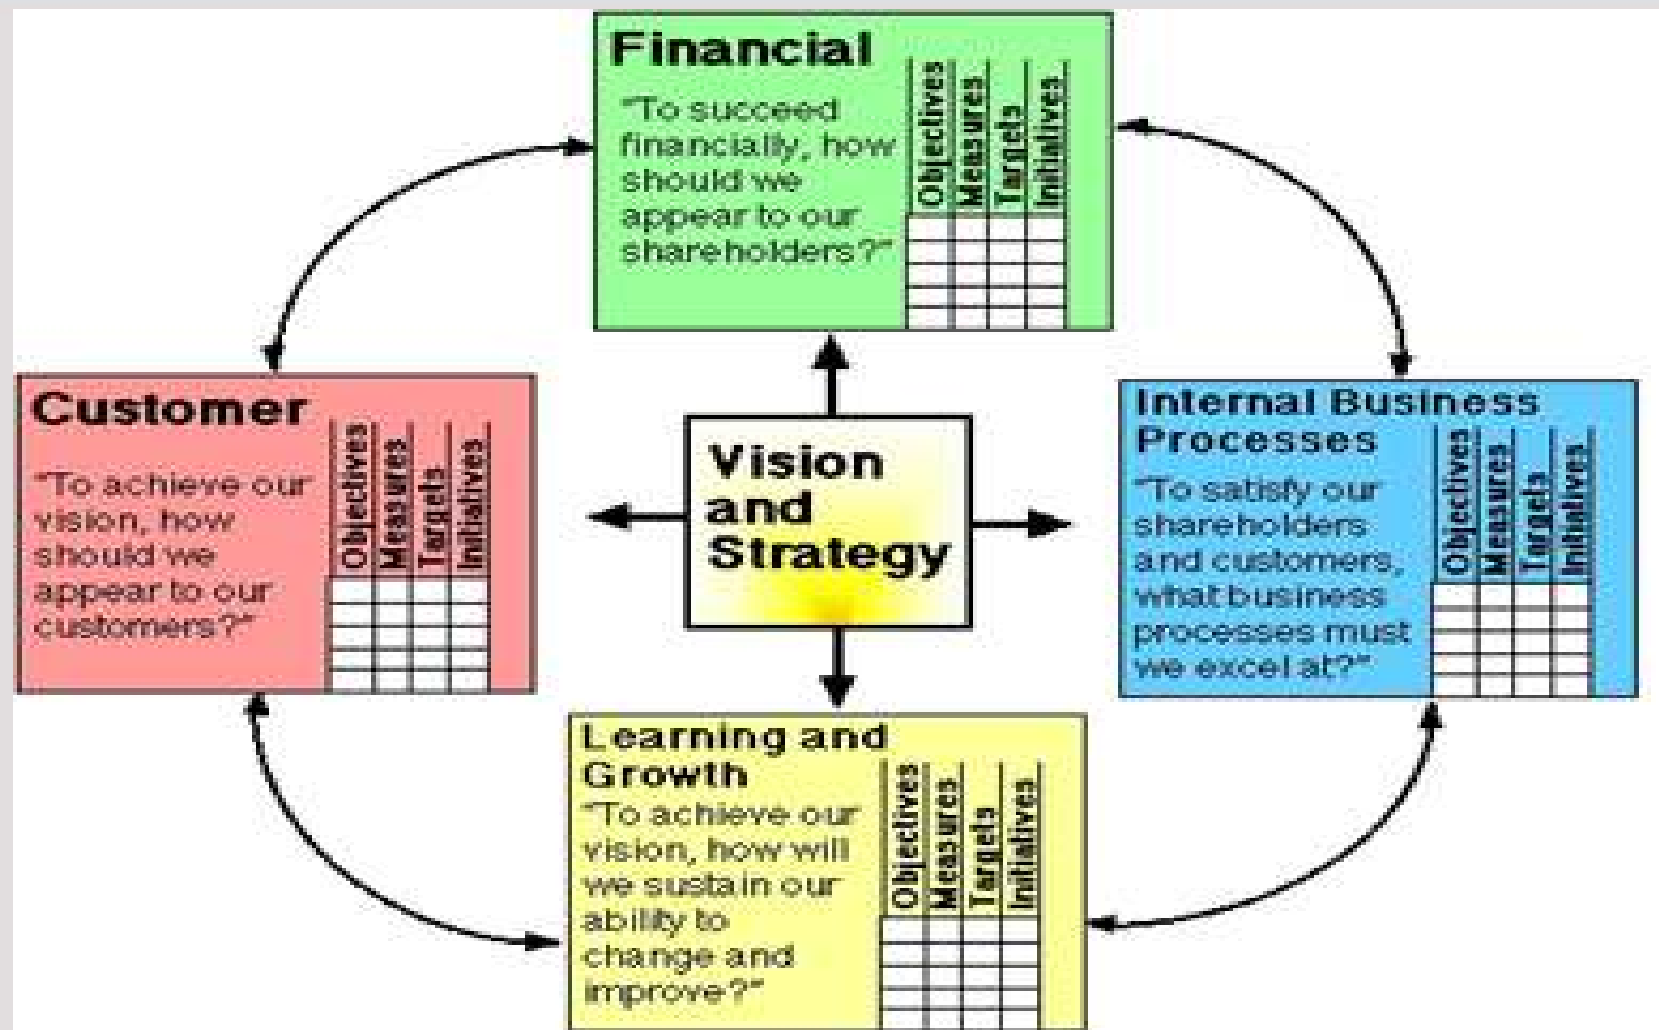 Financial
"To succeed
financially, how
should we
appear to our
shareholders?"
Objectives
Measures
Targets
Initiatives
Customer
"To achieve our
vision, how
should we
appear to our
customers?"
Objectives
Measures
Targets
Initiatives
Vision
and
Strategy
Internal Business
Processes
"To satisfy our
shareholders
and customers,
what business
processes must
we excel at?"
Objectives
Measures
Targets
Initiatives
Learning and
Growth
"To achieve our
vision, how will
we sustain our
ability to
change and
improve?"
Objectives
Measures
Targets
Initiatives